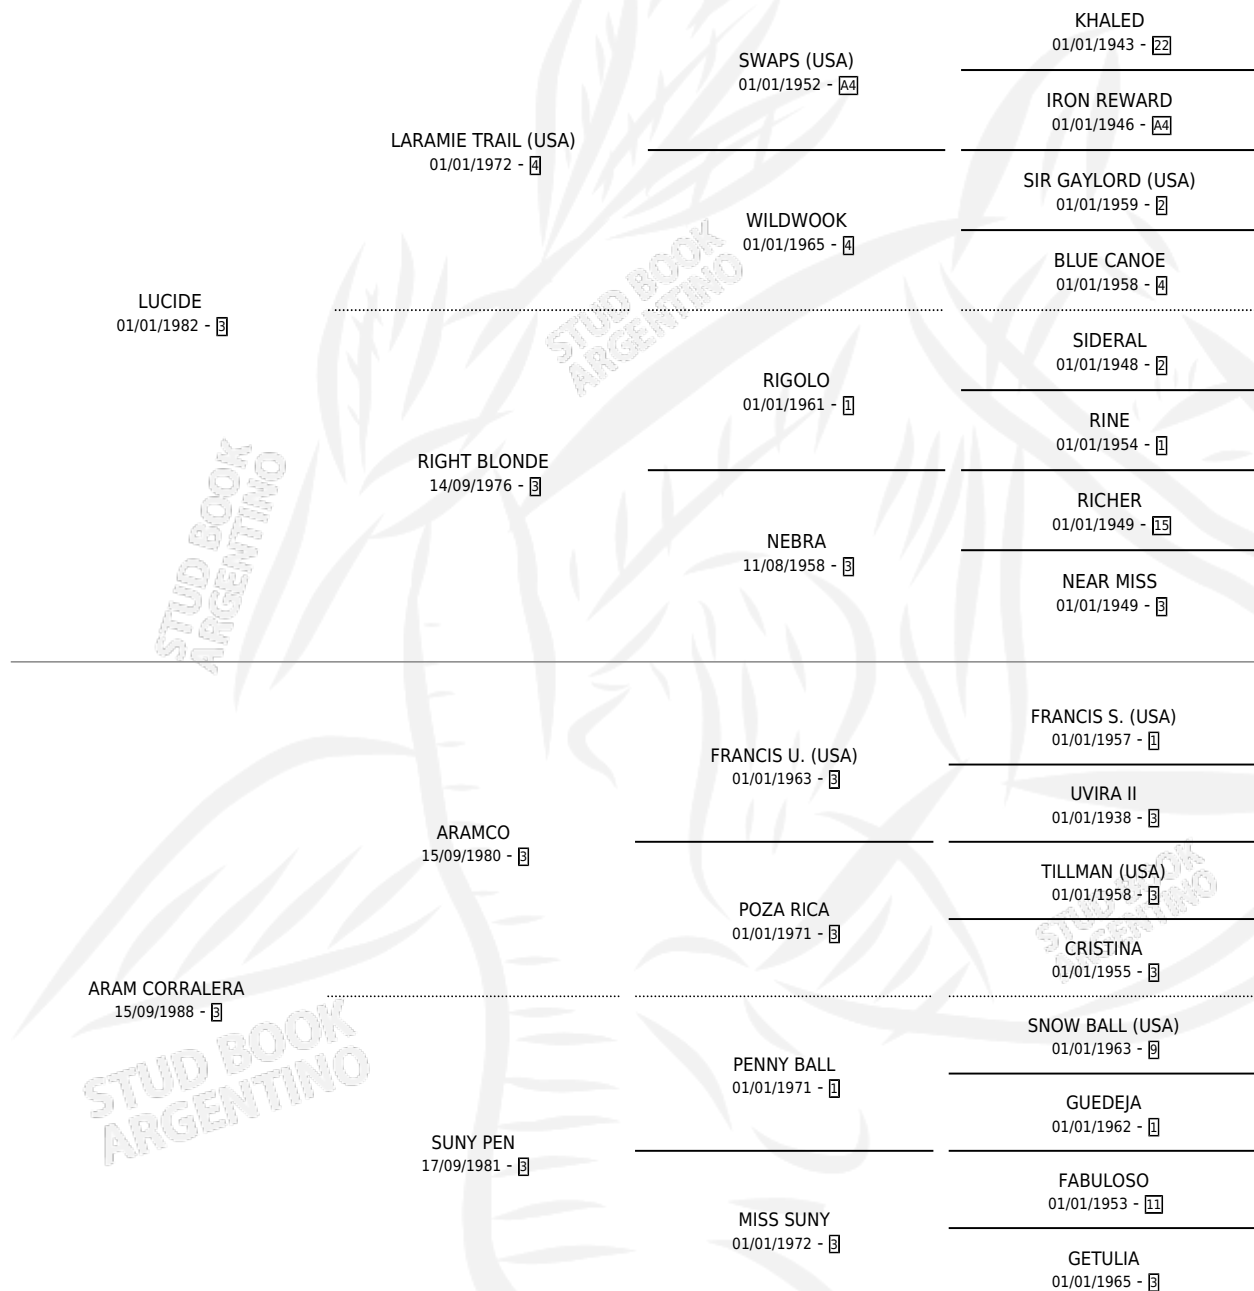 KHALED
01/01/1943 - 22
SWAPS (USA)
01/01/1952 - A4
IRON REWARD
01/01/1946 - A4
LARAMIE TRAIL (USA)
01/01/1972 - 4
SIR GAYLORD (USA)
01/01/1959 - 2
WILDWOOK
01/01/1965 - 4
BLUE CANOE
01/01/1958 - 4
LUCIDE
01/01/1982 - 3
SIDERAL
01/01/1948 - 2
RIGOLO
01/01/1961 - 1
RINE
01/01/1954 - 1
RIGHT BLONDE
14/09/1976 - 3
RICHER
01/01/1949 - 15
NEBRA
11/08/1958 - 3
NEAR MISS
01/01/1949 - 3
STUD BOOK
ARGENTINO
STUD BOOK
ARGENTINO
FRANCIS S. (USA)
01/01/1957 - 1
FRANCIS U. (USA)
01/01/1963 - 3
UVIRA II
01/01/1938 - 3
ARAMCO
15/09/1980 - 3
TILLMAN (USA)
01/01/1958 - 3
POZA RICA
01/01/1971 - 3
CRISTINA
01/01/1955 - 3
ARAM CORRALERA
15/09/1988 - 3
SNOW BALL (USA)
01/01/1963 - 9
PENNY BALL
01/01/1971 - 1
GUEDEJA
01/01/1962 - 1
SUNY PEN
17/09/1981 - 3
FABULOSO
01/01/1953 - 11
MISS SUNY
01/01/1972 - 3
GETULIA
01/01/1965 - 3
STUD BOOK
ARGENTINO
STUD BOOK
ARGENTINO